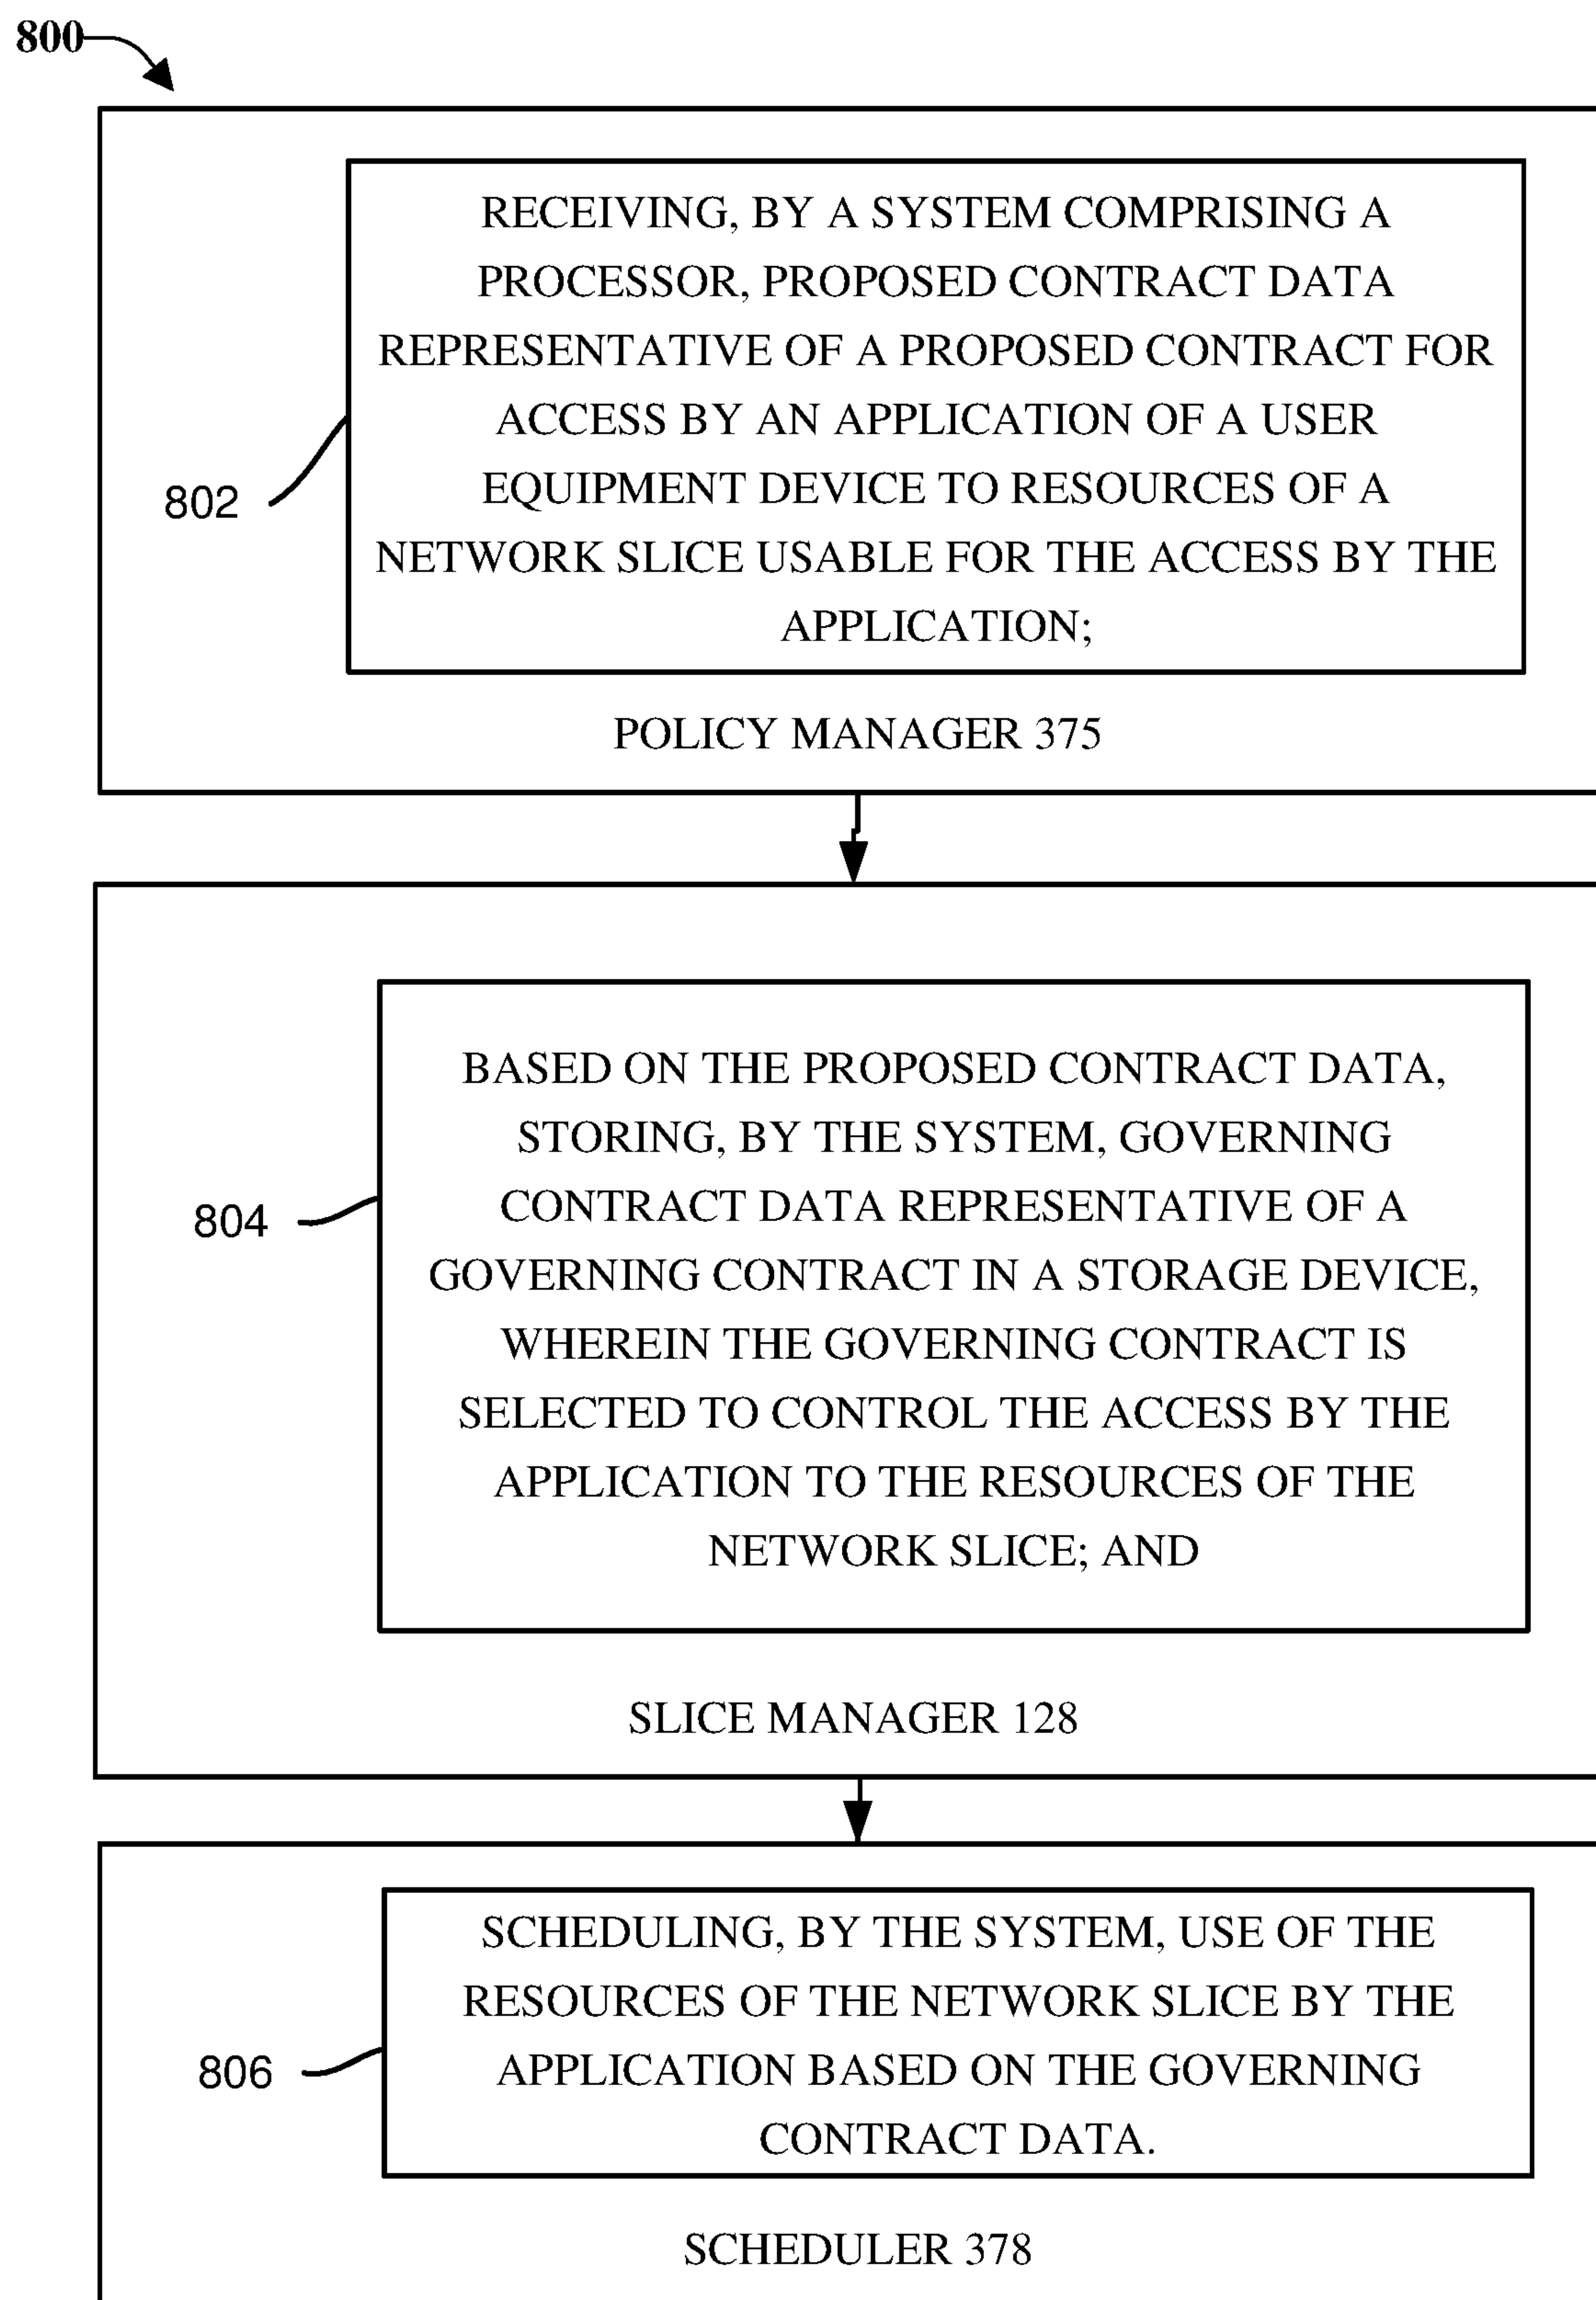 800
RECEIVING, BY A SYSTEM COMPRISING A
PROCESSOR, PROPOSED CONTRACT DATA
REPRESENTATIVE OF A PROPOSED CONTRACT FOR
ACCESS BY AN APPLICATION OF A USER
EQUIPMENT DEVICE TO RESOURCES OF A
NETWORK SLICE USABLE FOR THE ACCESS BY THE
APPLICATION;
802
POLICY MANAGER 375
BASED ON THE PROPOSED CONTRACT DATA,
STORING, BY THE SYSTEM, GOVERNING
CONTRACT DATA REPRESENTATIVE OF A
GOVERNING CONTRACT IN A STORAGE DEVICE,
WHEREIN THE GOVERNING CONTRACT IS
SELECTED TO CONTROL THE ACCESS BY THE
APPLICATION TO THE RESOURCES OF THE
NETWORK SLICE; AND
804
SLICE MANAGER 128
SCHEDULING, BY THE SYSTEM, USE OF THE
RESOURCES OF THE NETWORK SLICE BY THE
APPLICATION BASED ON THE GOVERNING
CONTRACT DATA.
806
SCHEDULER 378